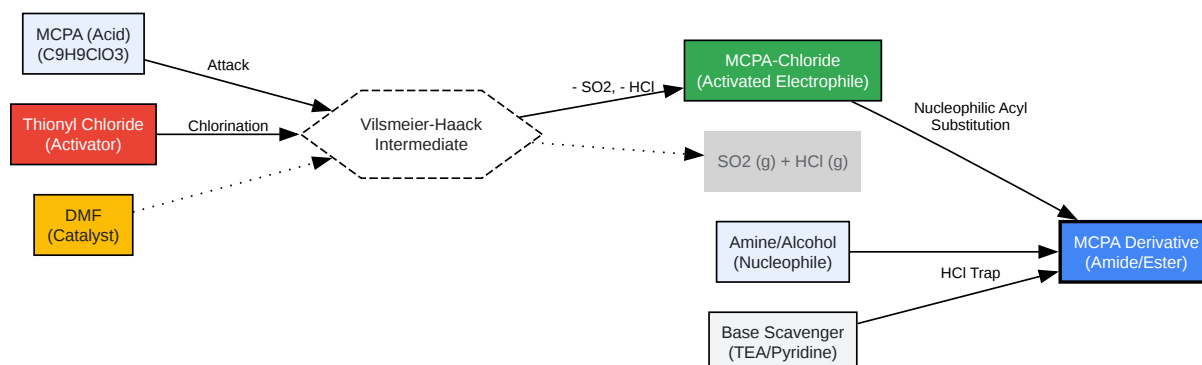 MCPA (Acid)
(C9H9ClO3)
Attack
Thionyl Chloride
(Activator)
Chlorination
DMF
(Catalyst)
Vilsmeier-Haack
Intermediate
- SO2, - HCl
MCPA-Chloride
(Activated Electrophile)
SO2 (g) + HCl (g)
Nucleophilic Acyl
Substitution
Amine/Alcohol
(Nucleophile)
HCl Trap
Base Scavenger
(TEA/Pyridine)
MCPA Derivative
(Amide/Ester)